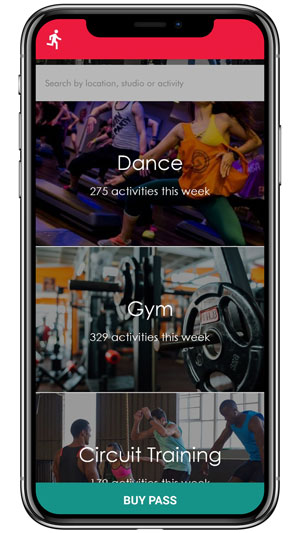 Search by location, studio or activity
Dance
275 activities this week
Gym
329 activities this week
Circuit Training
179 activities this week
BUY PASS